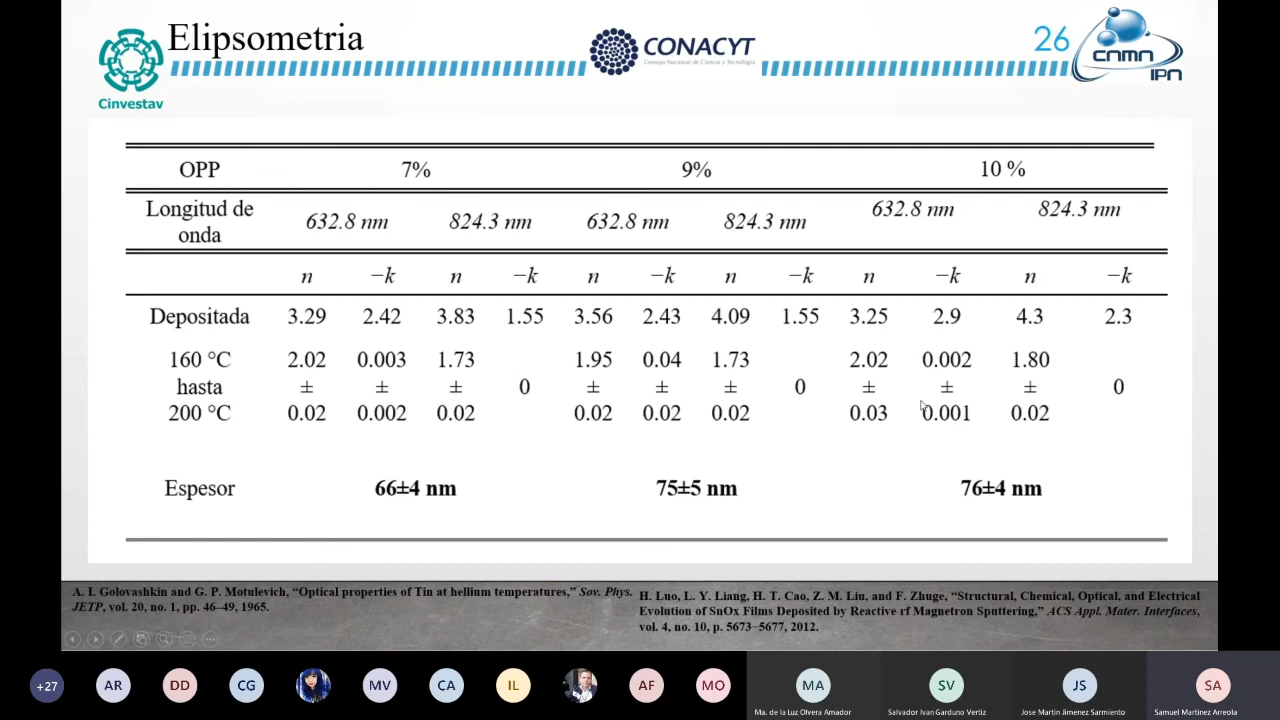 Elipsometria
Cinvestav
CONACYT
Consejo Nacional de Ciencia y Tecnología
26
cnmn
IPN
OPP 7% 9% 10 %
Longitud de onda 632.8 nm 824.3 nm 632.8 nm 824.3 nm 632.8 nm 824.3 nm
n −k n −k n −k n −k n −k n −k
Depositada 3.29 2.42 3.83 1.55 3.56 2.43 4.09 1.55 3.25 2.9 4.3 2.3
160 °C 2.02 0.003 1.73 1.95 0.04 1.73 2.02 0.002 1.80
hasta ± ± ± 0 ± ± ± 0 ± ± ± 0
200 °C 0.02 0.002 0.02 0.02 0.02 0.02 0.03 0.001 0.02
Espesor 66±4 nm 75±5 nm 76±4 nm
A. I. Golovashkin and G. P. Motulevich, “Optical properties of Tin at hellium temperatures,” Sov. Phys.
JETP, vol. 20, no. 1, pp. 46–49, 1965.
H. Luo, L. Y. Liang, H. T. Cao, Z. M. Liu, and F. Zhuge, “Structural, Chemical, Optical, and Electrical
Evolution of SnOx Films Deposited by Reactive rf Magnetron Sputtering,” ACS Appl. Mater. Interfaces,
vol. 4, no. 10, p. 5673–5677, 2012.
+27 AR DD CG MV CA IL AF MO MA SV JS SA
Ma. de la Luz Olvera Amador
Salvador Ivan Garduno Vertiz
Jose Martin Jimenez Sarmiento
Samuel Martinez Arreola